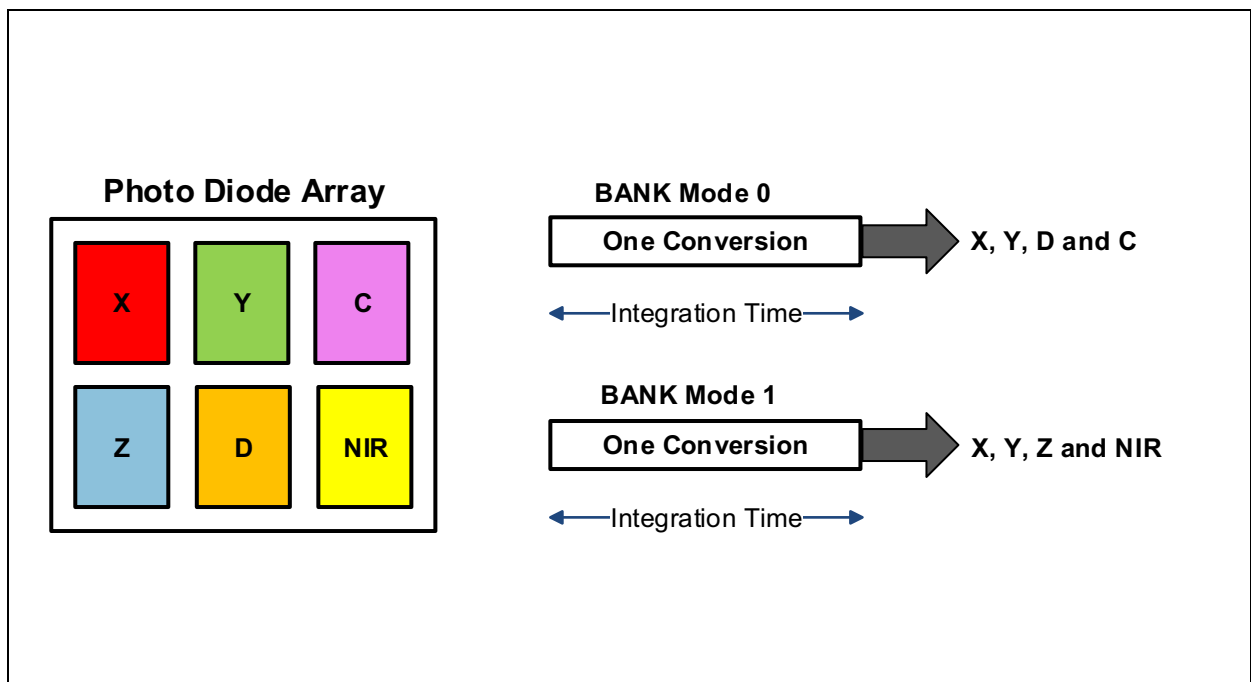 Photo Diode Array
X
Y
C
Z
D
NIR
BANK Mode 0
One Conversion
X, Y, D and C
Integration Time
BANK Mode 1
One Conversion
X, Y, Z and NIR
Integration Time